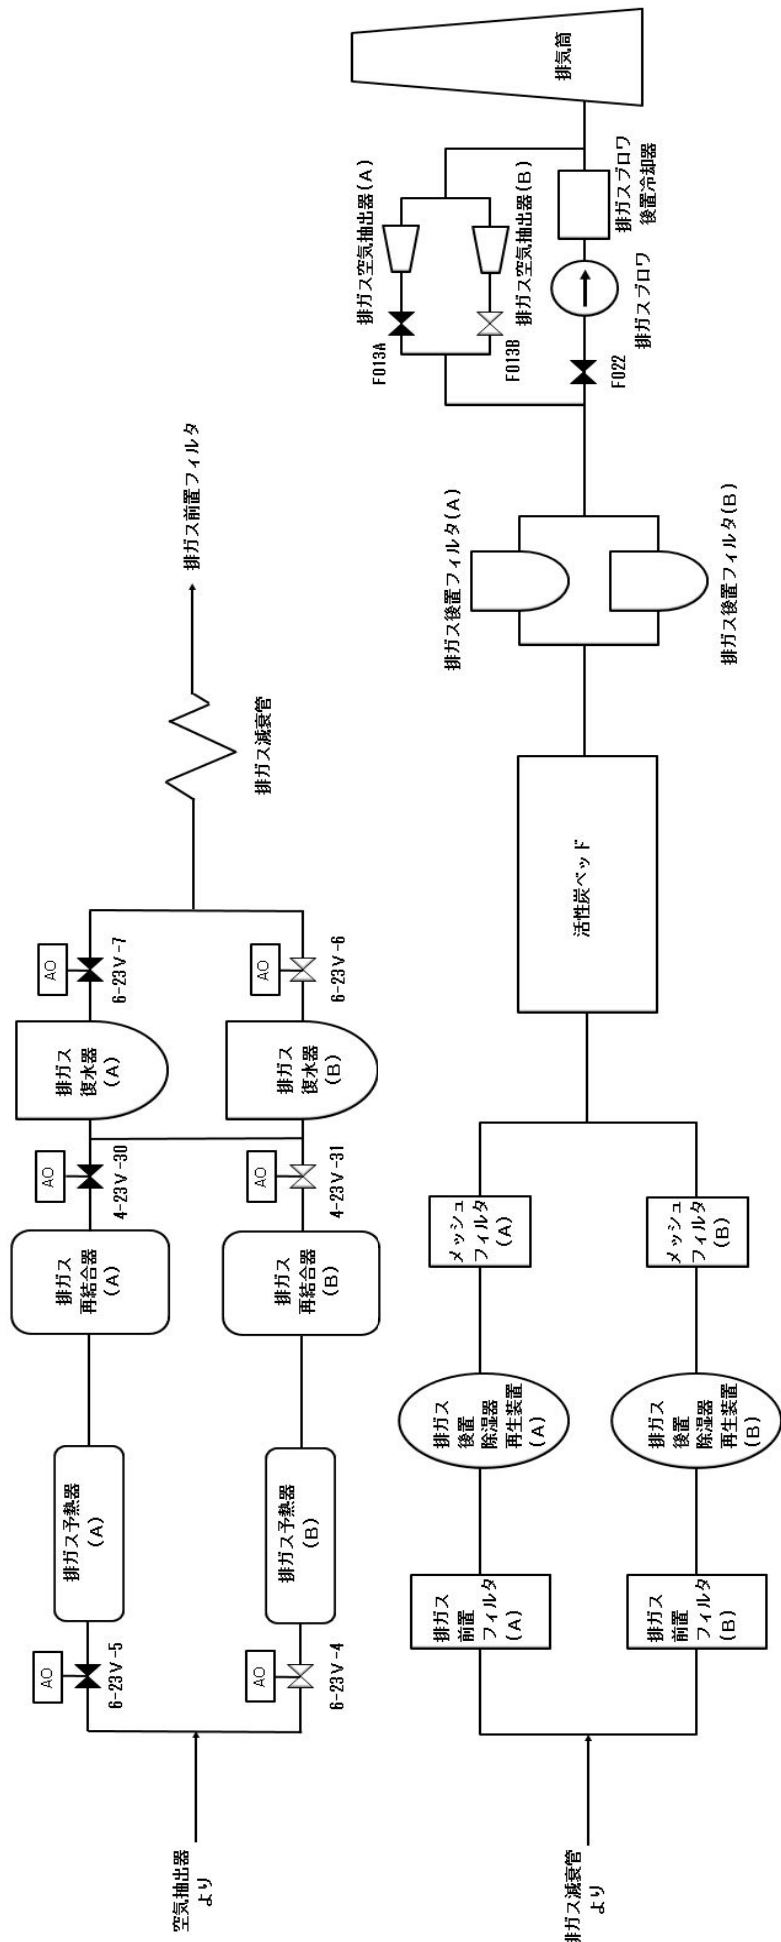 空気抽出器
より
AO
6-23V-5
排ガス予熱器
(A)
排ガス
再結合器
(A)
AO
4-23V-30
排ガス
復水器
(A)
AO
6-23V-7
AO
6-23V-4
排ガス予熱器
(B)
排ガス
再結合器
(B)
AO
4-23V-31
排ガス
復水器
(B)
AO
6-23V-6
排ガス減衰管
排ガス前置フィルタ
排ガス減衰管
より
排ガス
前置
フィルタ
(A)
排ガス
後置
除湿器
再生装置
(A)
メッシュ
フィルタ
(A)
排ガス
前置
フィルタ
(B)
排ガス
後置
除湿器
再生装置
(B)
メッシュ
フィルタ
(B)
活性炭ベッド
排ガス後置フィルタ(A)
排ガス後置フィルタ(B)
F013A
排ガス空気抽出器(A)
F013B
排ガス空気抽出器(B)
F022
排ガスブロワ
排ガスブロワ
後置冷却器
排気筒